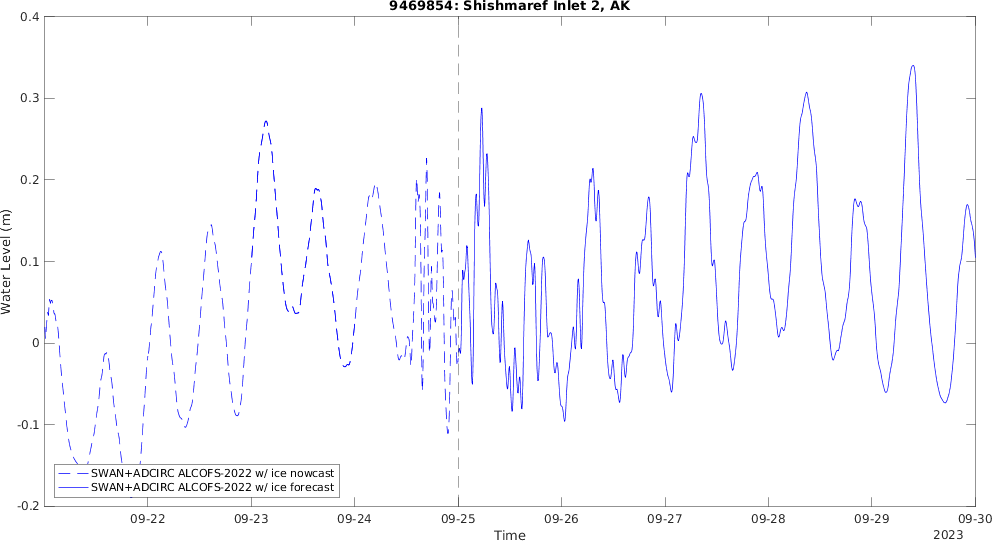 9469854: Shishmaref Inlet 2, AK
Water Level (m)
0.4
0.3
0.2
0.1
0
-0.1
-0.2
SWAN+ADCIRC ALCOFS-2022 w/ ice nowcast
SWAN+ADCIRC ALCOFS-2022 w/ ice forecast
09-22 09-23 09-24 09-25 09-26 09-27 09-28 09-29 09-30
Time
2023